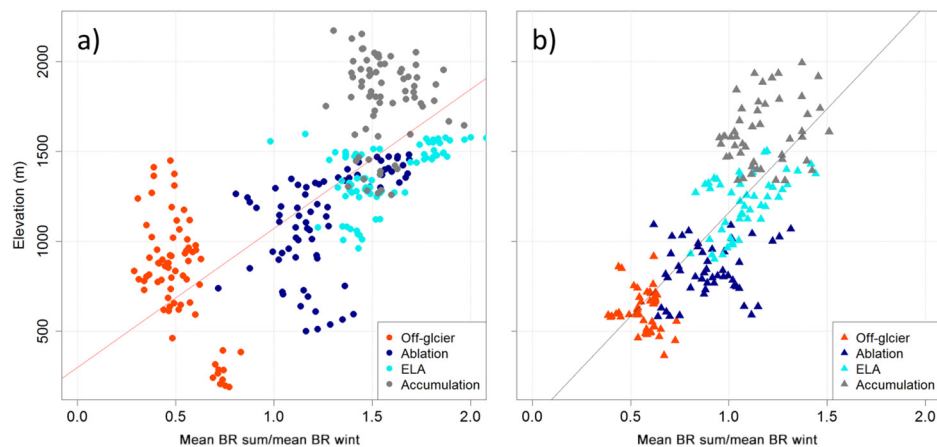 a)
b)
Elevation (m)
2000
1500
1000
500
Off-glcier
Ablation
ELA
Accumulation
Off-glcier
Ablation
ELA
Accumulation
0.0 0.5 1.0 1.5 2.0
0.0 0.5 1.0 1.5 2.0
Mean BR sum/mean BR wint
Mean BR sum/mean BR wint